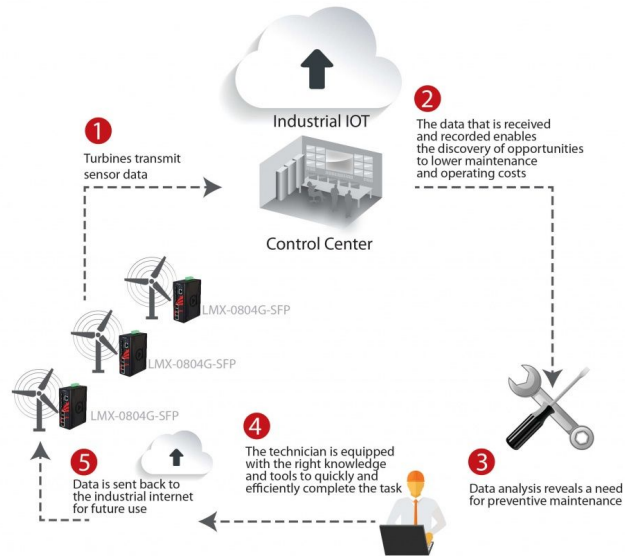 Industrial IOT
Control Center
1
Turbines transmit
sensor data
2
The data that is received
and recorded enables
the discovery of opportunities
to lower maintenance
and operating costs
LMX-0804G-SFP
LMX-0804G-SFP
LMX-0804G-SFP
3
Data analysis reveals a need
for preventive maintenance
4
The technician is equipped
with the right knowledge
and tools to quickly and
efficiently complete the task
5
Data is sent back to
the industrial internet
for future use